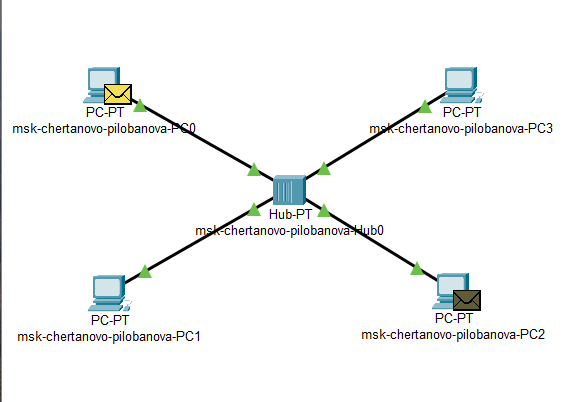 PC-PT
msk-chertanovo-pilobanova-PC0
PC-PT
msk-chertanovo-pilobanova-PC3
Hub-PT
msk-chertanovo-pilobanova-Hub0
PC-PT
msk-chertanovo-pilobanova-PC1
PC-PT
msk-chertanovo-pilobanova-PC2